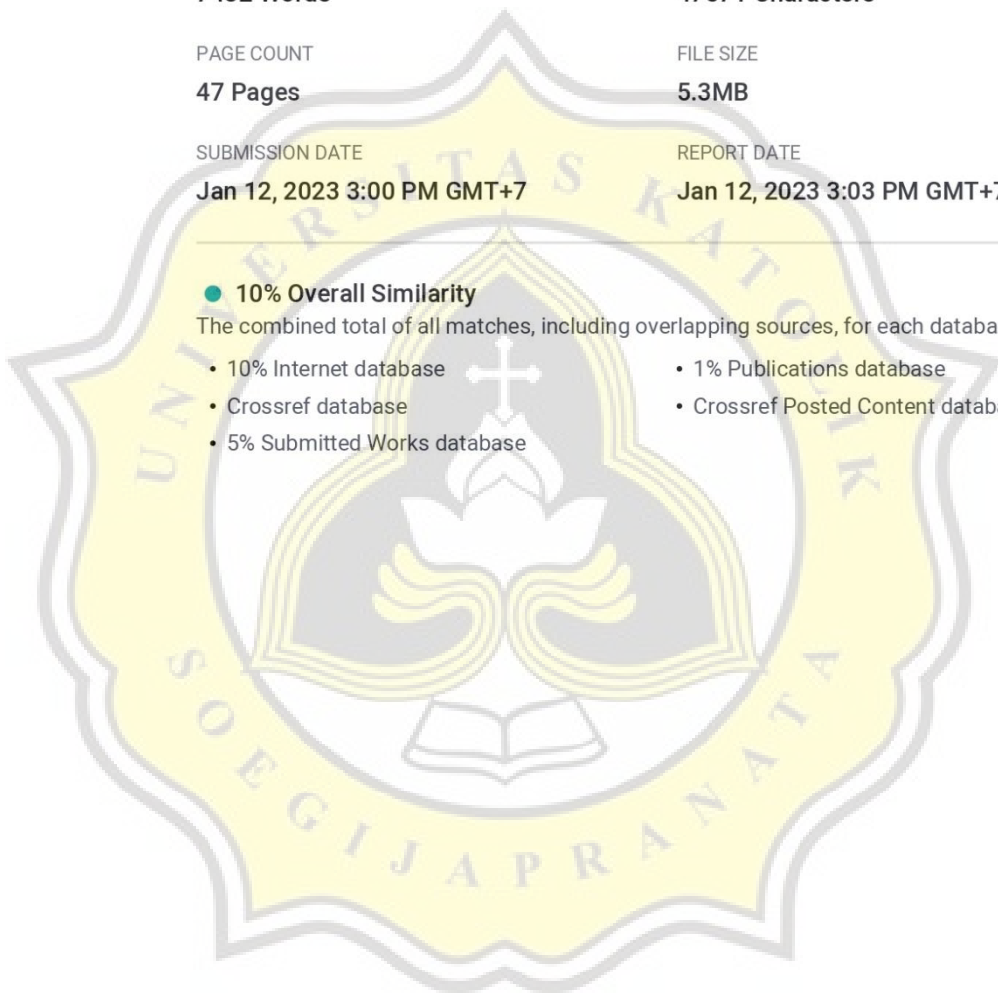 PAGE COUNT
FILE SIZE
47 Pages
5.3MB
SUBMISSION DATE
REPORT DATE
Jan 12, 2023 3:00 PM GMT+7
Jan 12, 2023 3:03 PM GMT+7
10% Overall Similarity
The combined total of all matches, including overlapping sources, for each
• 10% Internet database
• 1% Publications database
• Crossref database
• Crossref Posted Content
• 5% Submitted Works database
UNIVERSITAS KATOLIK
SOEGIJAPRANATA